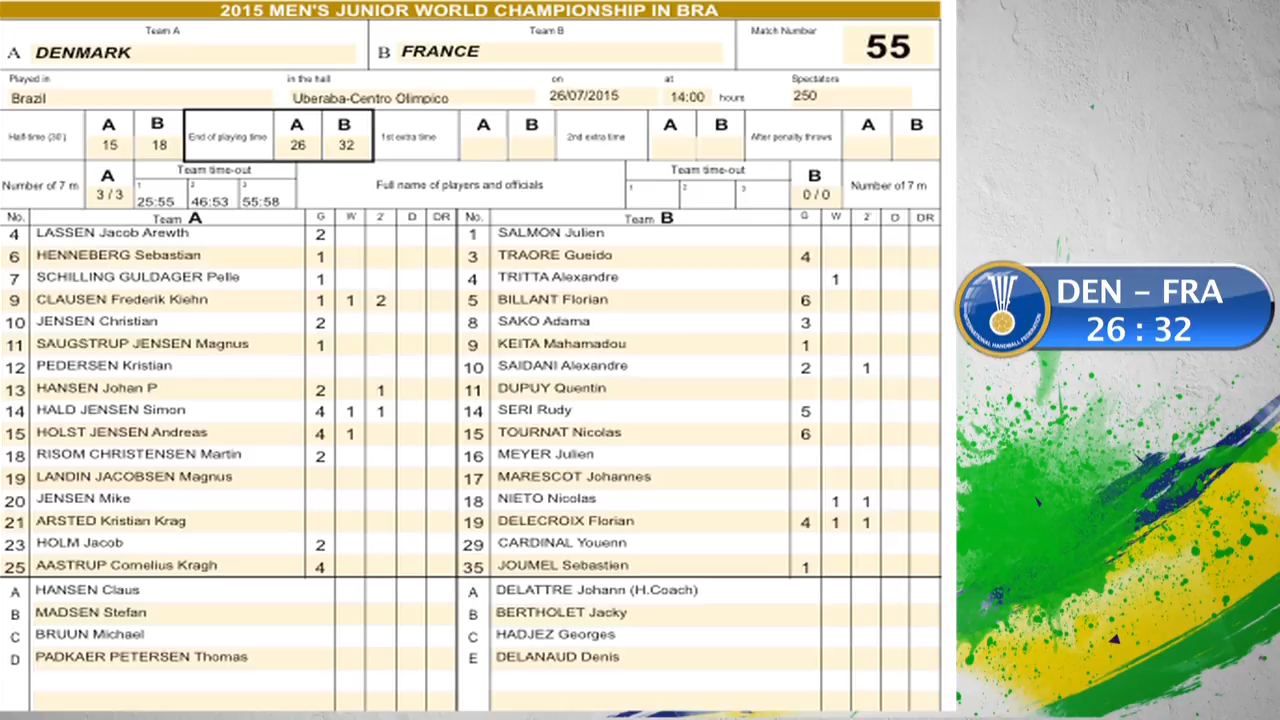 2015 MEN'S JUNIOR WORLD CHAMPIONSHIP IN BRA
Team A Team B Match Number
A DENMARK B FRANCE 55
Played in in the hall on at Spectators
Brazil Uberaba-Centro Olimpico 26/07/2015 14:00 hours 250
A B A B A B A B A B
Half-time (30') 15 18 End of playing time 26 32 1st extra time 2nd extra time After penalty throws
Number of 7 m A 3 / 3 Team time-out Full name of players and officials Team time-out B 0 / 0 Number of 7 m
1 25:55 2 46:53 3 55:58 1 2 3
No. Team A G W 2' D DR No. Team B G W 2' D DR
4 LASSEN Jacob Arewth 2 1 SALMON Julien
6 HENNEBERG Sebastian 1 3 TRAORE Gueido 4
7 SCHILLING GULDAGER Pelle 1 4 TRITTA Alexandre 1
9 CLAUSEN Frederik Kiehn 1 1 2 5 BILLANT Florian 6
10 JENSEN Christian 2 8 SAKO Adama 3
11 SAUGSTRUP JENSEN Magnus 1 9 KEITA Mahamadou 1
12 PEDERSEN Kristian 10 SAIDANI Alexandre 2 1
13 HANSEN Johan P 2 1 11 DUPUY Quentin
14 HALD JENSEN Simon 4 1 1 14 SERI Rudy 5
15 HOLST JENSEN Andreas 4 1 15 TOURNAT Nicolas 6
18 RISOM CHRISTENSEN Martin 2 16 MEYER Julien
19 LANDIN JACOBSEN Magnus 17 MARESCOT Johannes
20 JENSEN Mike 18 NIETO Nicolas 1 1
21 ARSTED Kristian Krag 19 DELECROIX Florian 4 1 1
23 HOLM Jacob 2 29 CARDINAL Youenn
25 AASTRUP Cornelius Kragh 4 35 JOUMEL Sebastien 1
A HANSEN Claus A DELATTRE Johann (H.Coach)
B MADSEN Stefan B BERTHOLET Jacky
C BRUUN Michael C HADJEZ Georges
D PADKAER PETERSEN Thomas E DELANAUD Denis
INTERNATIONAL HANDBALL FEDERATION
DEN – FRA
26 : 32